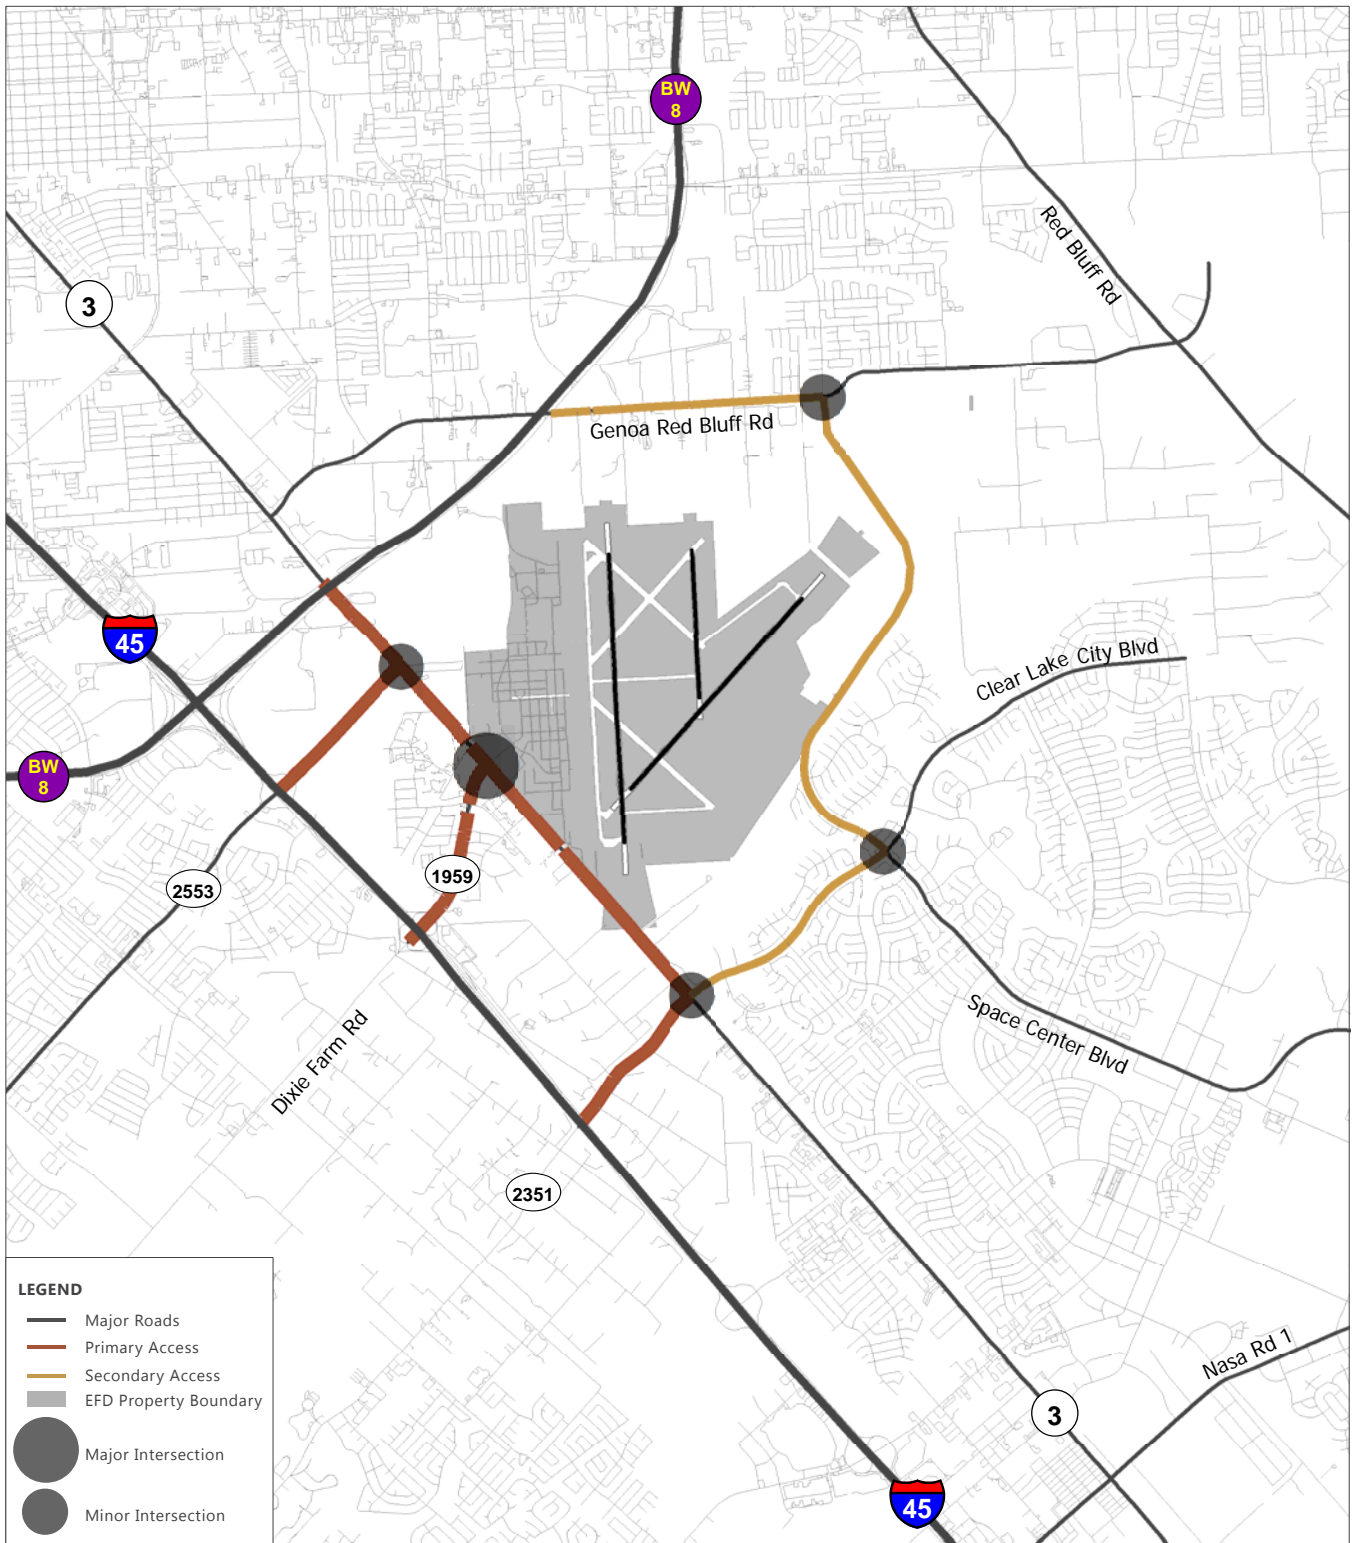 BW
8
Red Bluff Rd
3
Genoa Red Bluff Rd
45
Clear Lake City Blvd
BW
8
2553
1959
Space Center Blvd
Dixie Farm Rd
2351
Nasa Rd 1
3
45
LEGEND
Major Roads
Primary Access
Secondary Access
EFD Property Boundary
Major Intersection
Minor Intersection